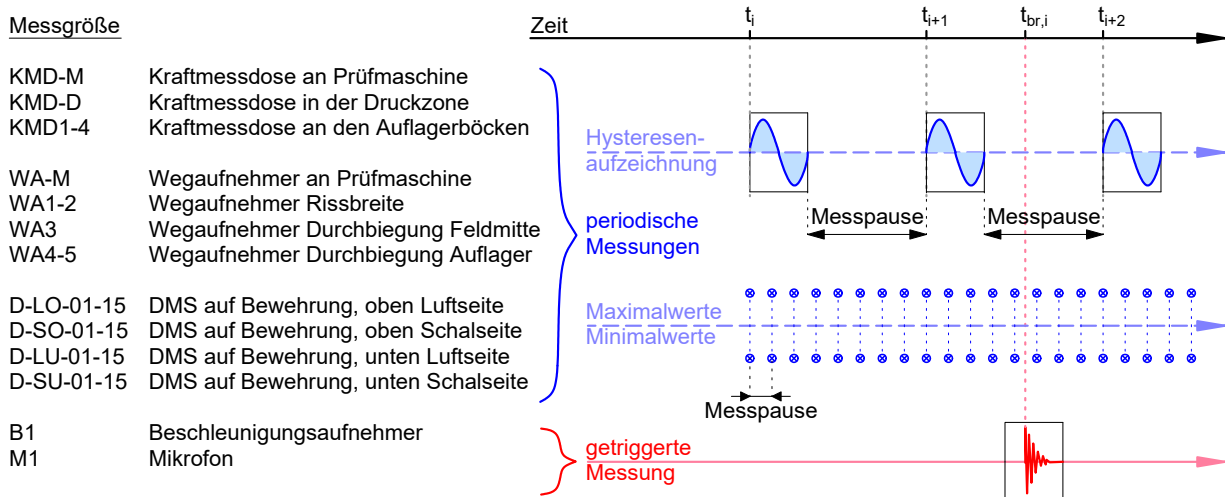 Messgröße
Zeit
t_i
t_i+1
t_br,i
t_i+2
KMD-M Kraftmessdose an Prüfmaschine
KMD-D Kraftmessdose in der Druckzone
KMD1-4 Kraftmessdose an den Auflagerböcken
WA-M Wegaufnehmer an Prüfmaschine
WA1-2 Wegaufnehmer Rissbreite
WA3 Wegaufnehmer Durchbiegung Feldmitte
WA4-5 Wegaufnehmer Durchbiegung Auflager
D-LO-01-15 DMS auf Bewehrung, oben Luftseite
D-SO-01-15 DMS auf Bewehrung, oben Schalseite
D-LU-01-15 DMS auf Bewehrung, unten Luftseite
D-SU-01-15 DMS auf Bewehrung, unten Schalseite
B1 Beschleunigungsaufnehmer
M1 Mikrofon
periodische
Messungen
getriggerte
Messung
Hysteresen-
aufzeichnung
Messpause
Messpause
Maximalwerte
Minimalwerte
Messpause